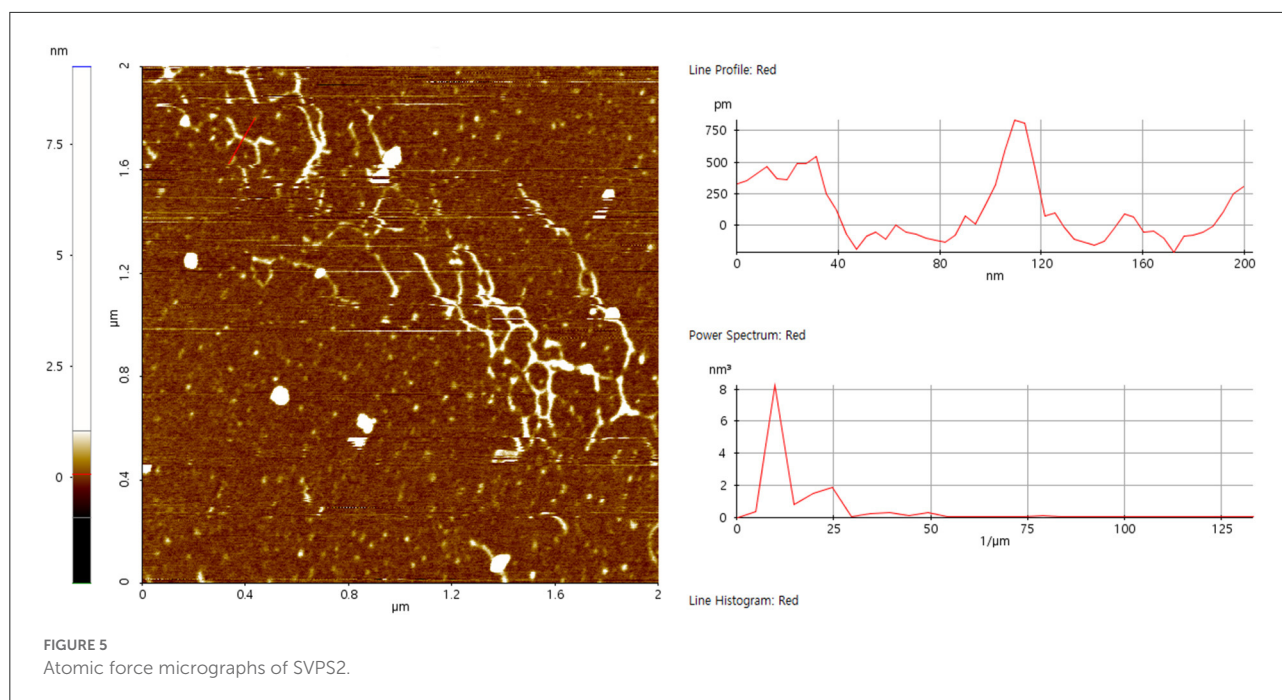 nm
7.5
5
2.5
0
2
1.6
1.2
0.8
0.4
0
μm
0 0.4 0.8 1.2 1.6 2
μm
Line Profile: Red
pm
750
500
250
0
0 40 80 120 160 200
nm
Power Spectrum: Red
nm³
8
6
4
2
0
0 25 50 75 100 125
1/μm
Line Histogram: Red
FIGURE 5
Atomic force micrographs of SVPS2.